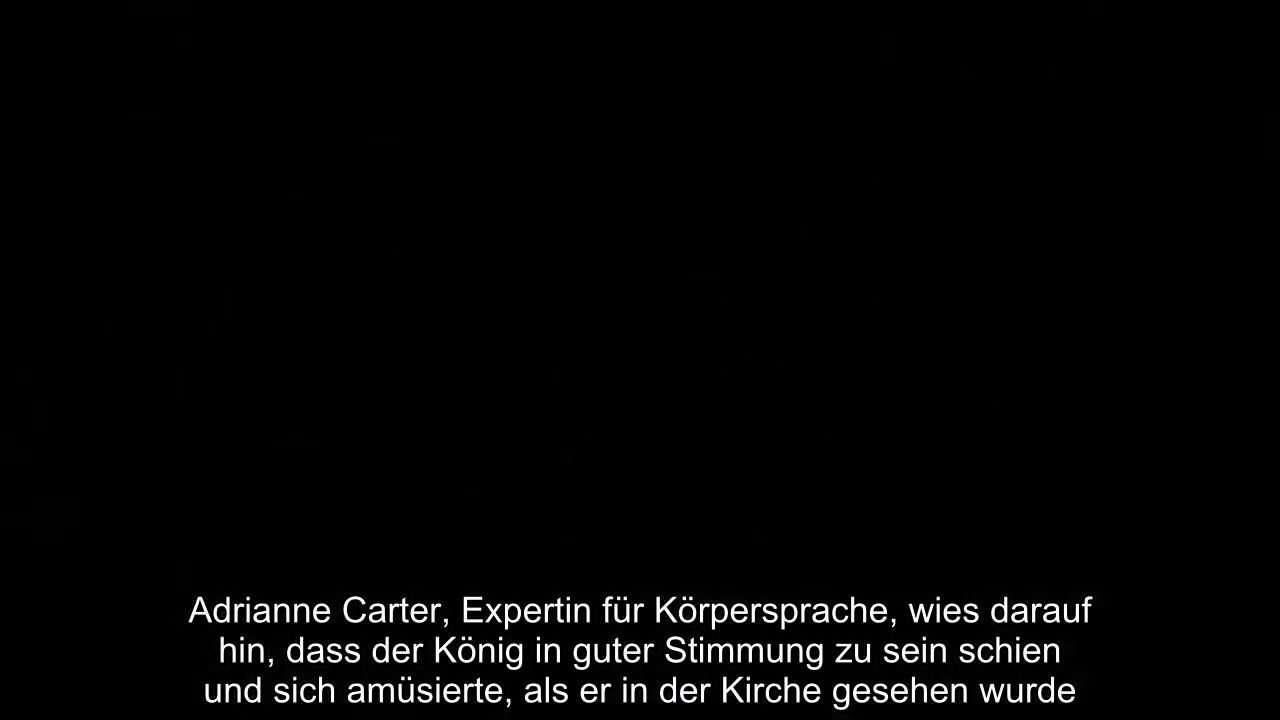 Adrianne Carter, Expertin für Körpersprache, wies darauf
hin, dass der König in guter Stimmung zu sein schien
und sich amüsierte, als er in der Kirche gesehen wurde